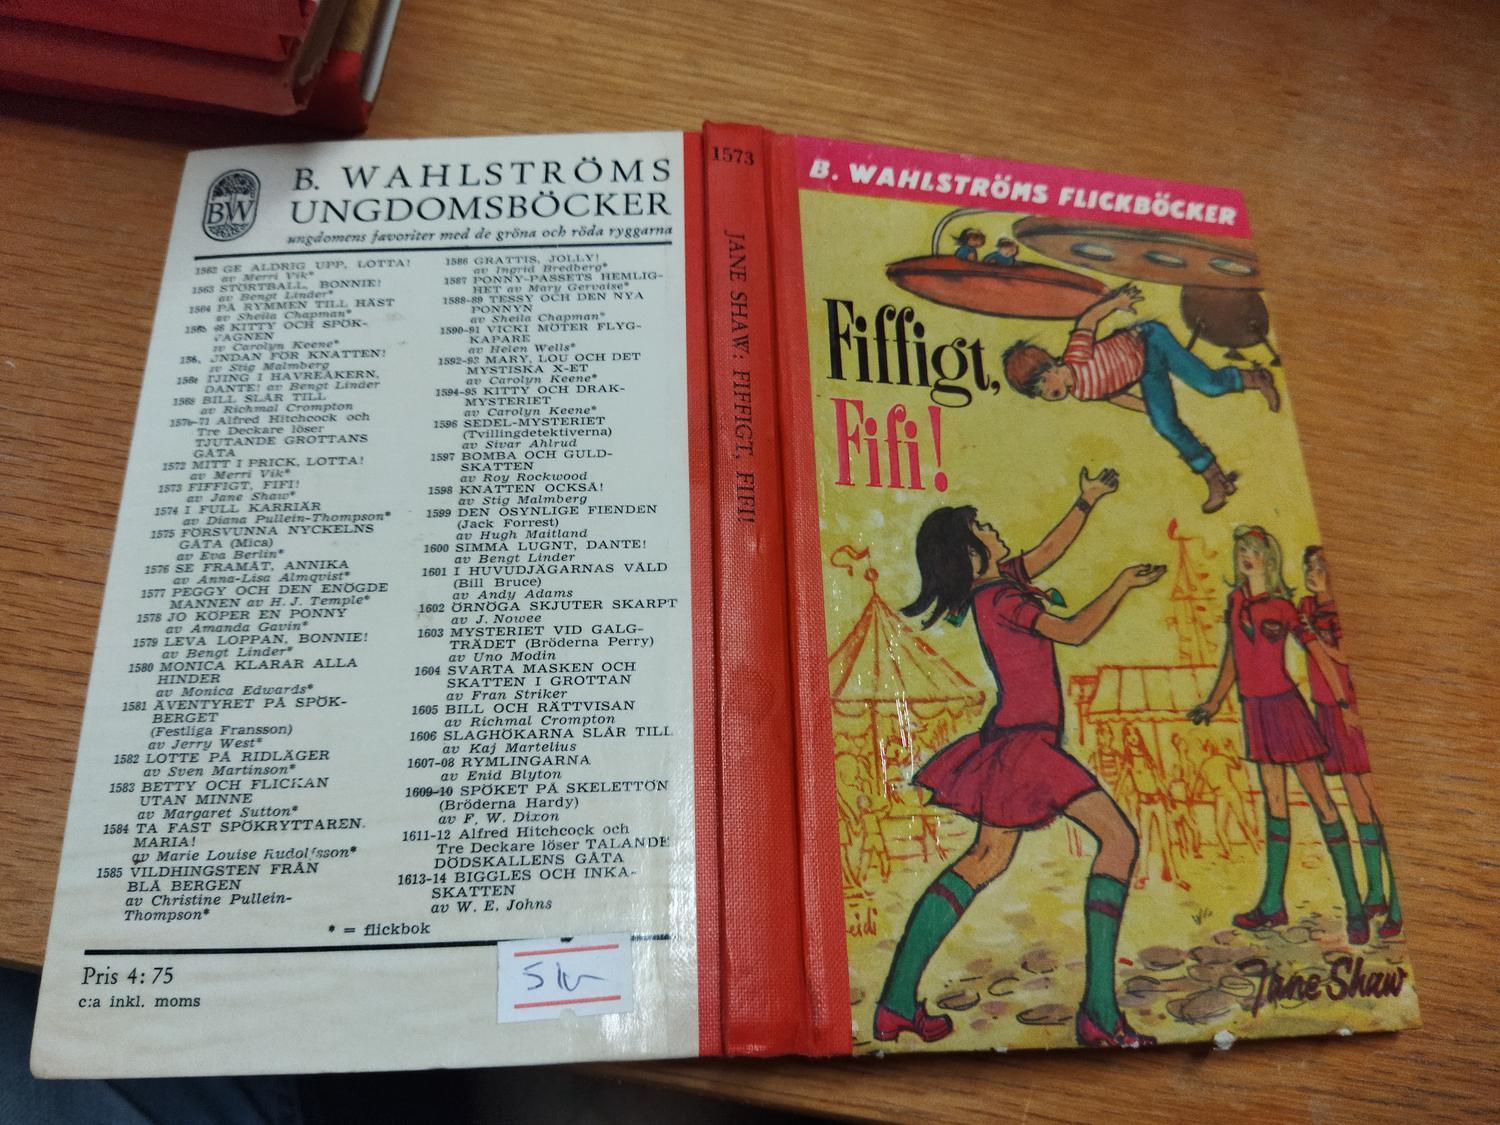 BW
B. WAHLSTRÖMS
UNGDOMSBÖCKER
ungdomens favoriter med de gröna och röda ryggarna
1562 GE ALDRIG UPP, LOTTA!
av Merri Vik*
1563 STÖRTBALL, BONNIE!
av Bengt Linder*
1564 PÅ RYMMEN TILL HÄST
av Sheila Chapman*
KITTY OCH SPÖK-
VAGNEN
av Carolyn Keene*
UNDAN FÖR KNATTEN!
av Stig Malmberg
TJING I HAVREÅKERN,
DANTE! av Bengt Linder
1569 BILL SLÅR TILL
av Richmal Crompton
1570-71 Alfred Hitchcock och
Tre Deckare löser
TJUTANDE GROTTANS
GÅTA
1572 MITT I PRICK, LOTTA!
av Merri Vik*
1573 FIFFIGT, FIFI!
av Jane Shaw*
1574 I FULL KARRIÄR
av Diana Pullein-Thompson*
1575 FÖRSVUNNA NYCKELNS
GÅTA (Mica)
av Eva Berlin*
1576 SE FRAMÅT, ANNIKA
av Anna-Lisa Almqvist*
1577 PEGGY OCH DEN ENÖGDE
MANNEN av H. J. Temple*
1578 JO KÖPER EN PONNY
av Amanda Gavin*
1579 LEVA LOPPAN, BONNIE!
av Bengt Linder*
1580 MONICA KLARAR ALLA
HINDER
av Monica Edwards*
1581 ÄVENTYRET PÅ SPÖK-
BERGET
(Festliga Fransson)
av Jerry West*
1582 LOTTE PÅ RIDLÄGER
av Sven Martinson*
1583 BETTY OCH FLICKAN
UTAN MINNE
av Margaret Sutton*
1584 TA FAST SPÖKRYTTAREN,
MARIA!
av Marie Louise Rudolfsson*
1585 VILDHINGSTEN FRÅN
BLÅ BERGEN
av Christine Pullein-
Thompson*
1586 GRATTIS, JOLLY!
av Ingrid Bredberg*
1587 PONNY-PASSETS HEMLIG-
HET av Mary Gervaise*
1588-89 TESSY OCH DEN NYA
PONNYN
av Sheila Chapman*
1590-91 VICKI MÖTER FLYG-
KAPARE
av Helen Wells*
1592-93 MARY, LOU OCH DET
MYSTISKA X-ET
av Carolyn Keene*
1594-95 KITTY OCH DRAK-
MYSTERIET
av Carolyn Keene*
1596 SEDEL-MYSTERIET
(Tvillingdetektiverna)
av Sivar Ahlrud
1597 BOMBA OCH GULD-
SKATTEN
av Roy Rockwood
1598 KNATTEN OCKSÅ!
av Stig Malmberg
1599 DEN OSYNLIGE FIENDEN
(Jack Forrest)
av Hugh Maitland
1600 SIMMA LUGNT, DANTE!
av Bengt Linder
1601 I HUVUDJÄGARNAS VÅLD
(Bill Bruce)
av Andy Adams
1602 ÖRNÖGA SKJUTER SKARPT
av J. Nowee
1603 MYSTERIET VID GALG-
TRÄDET (Bröderna Perry)
av Uno Modin
1604 SVARTA MASKEN OCH
SKATTEN I GROTTAN
av Fran Striker
1605 BILL OCH RÄTTVISAN
av Richmal Crompton
1606 SLAGHÖKARNA SLÅR TILL
av Kaj Martelius
1607-08 RYMLINGARNA
av Enid Blyton
1609-10 SPÖKET PÅ SKELETTÖN
(Bröderna Hardy)
av F. W. Dixon
1611-12 Alfred Hitchcock och
Tre Deckare löser TALANDE
DÖDSKALLENS GÅTA
1613-14 BIGGLES OCH INKA-
SKATTEN
av W. E. Johns
* = flickbok
Pris 4:75
c:a inkl. moms
5 kr
1573
JANE SHAW: FIFFIGT, FIFI!
B. WAHLSTRÖMS FLICKBÖCKER
Fiffigt,
Fifi!
Jane Shaw